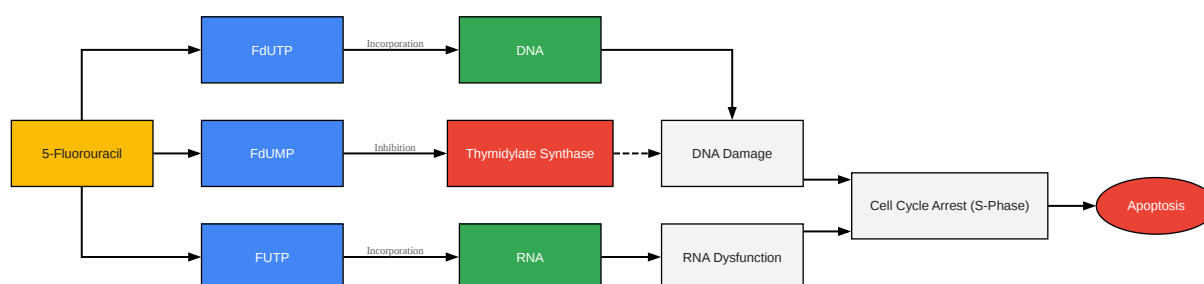 FdUTP
Incorporation
DNA
5-Fluorouracil
FdUMP
Inhibition
Thymidylate Synthase
DNA Damage
Cell Cycle Arrest (S-Phase)
Apoptosis
FUTP
Incorporation
RNA
RNA Dysfunction